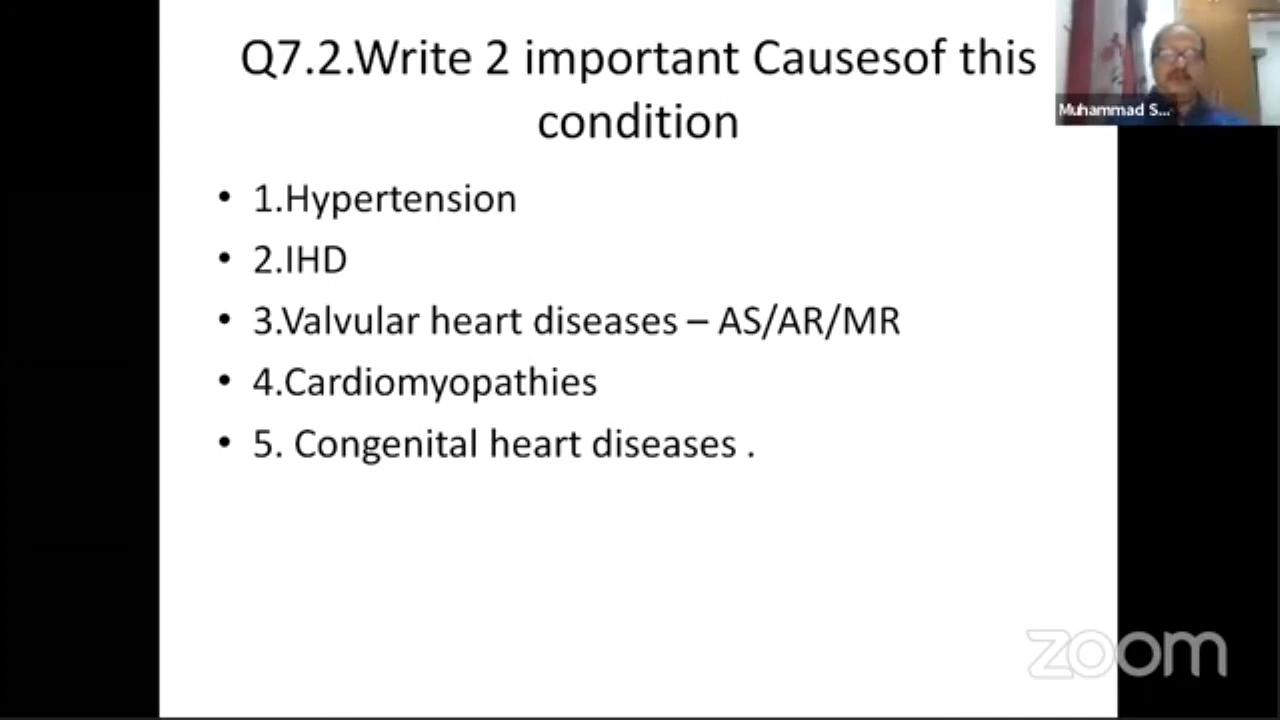 Q7.2.Write 2 important Causesof this
condition
Muhammad S...
• 1.Hypertension
• 2.IHD
• 3.Valvular heart diseases – AS/AR/MR
• 4.Cardiomyopathies
• 5. Congenital heart diseases .
zoom